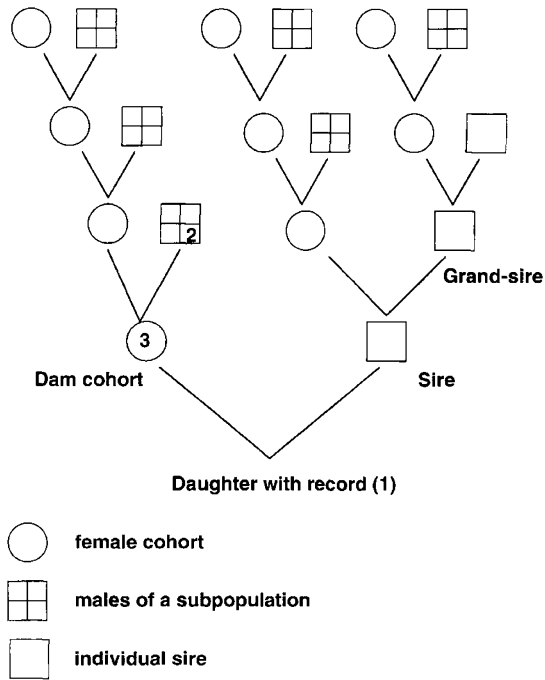 2
Grand-sire
3
Dam cohort
Sire
Daughter with record (1)
female cohort
males of a subpopulation
individual sire